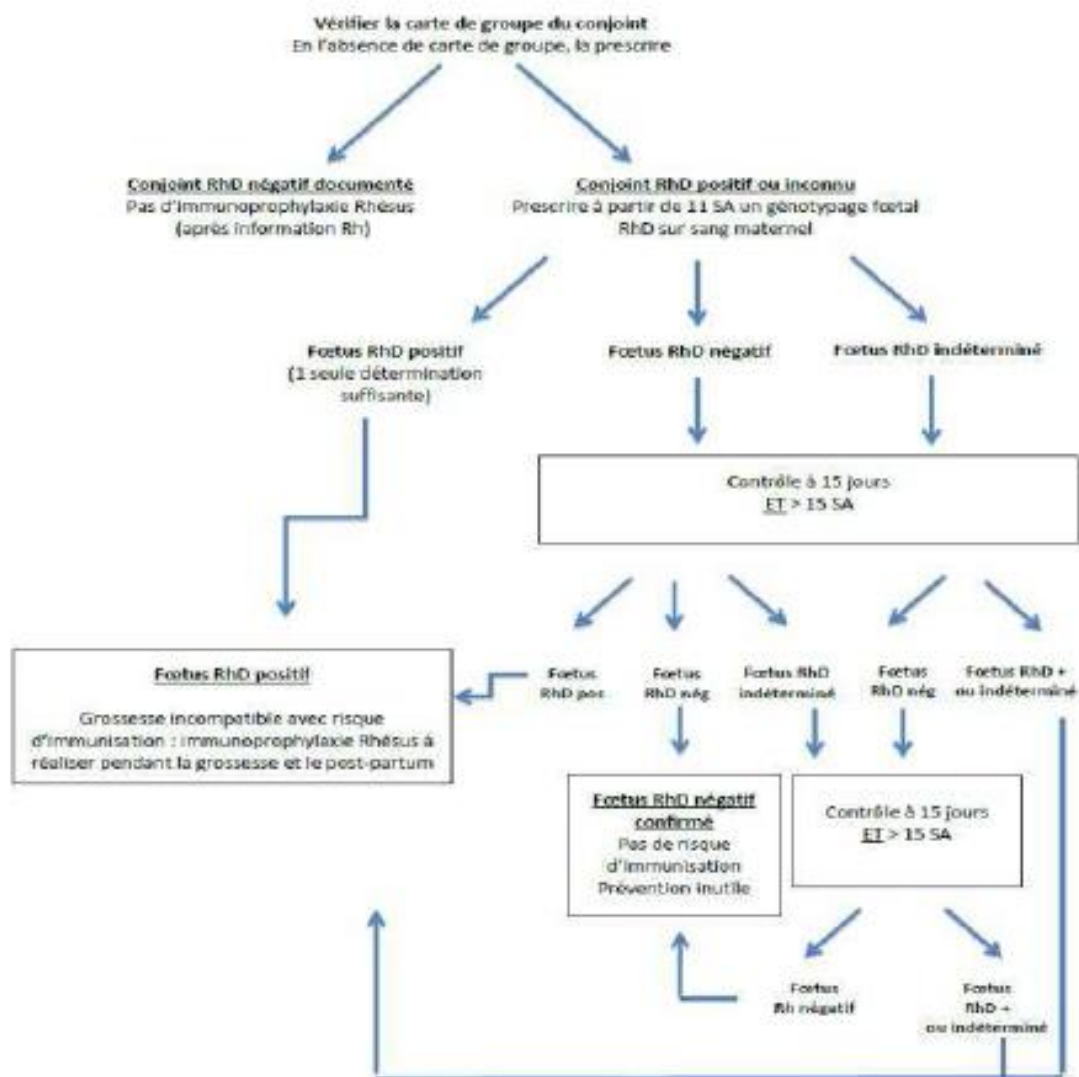 Vérifier la carte de groupe du conjoint
En l'absence de carte de groupe, la prescrire
Conjoint RhD négatif documenté
Pas d'immunoprophylaxie Rhésus
(après information Rh)
Conjoint RhD positif ou inconnu
Prescrire à partir de 11 SA un génotypage fœtal
RhD sur sang maternel
Fœtus RhD positif
(1 seule détermination
suffisante)
Fœtus RhD négatif
Fœtus RhD indéterminé
Contrôle à 15 jours
ET > 15 SA
Fœtus RhD positif
Grossesse incompatible avec risque
d'immunisation : immunoprophylaxie Rhésus à
réaliser pendant la grossesse et le post-partum
Fœtus
RhD pos
Fœtus
RhD nég
Fœtus RhD
indéterminé
Fœtus
RhD nég
Fœtus RhD +
ou indéterminé
Fœtus RhD négatif
confirmé
Pas de risque
d'immunisation
Prévention inutile
Contrôle à 15 jours
ET > 15 SA
Fœtus
Rh négatif
Fœtus
RhD +
ou indéterminé